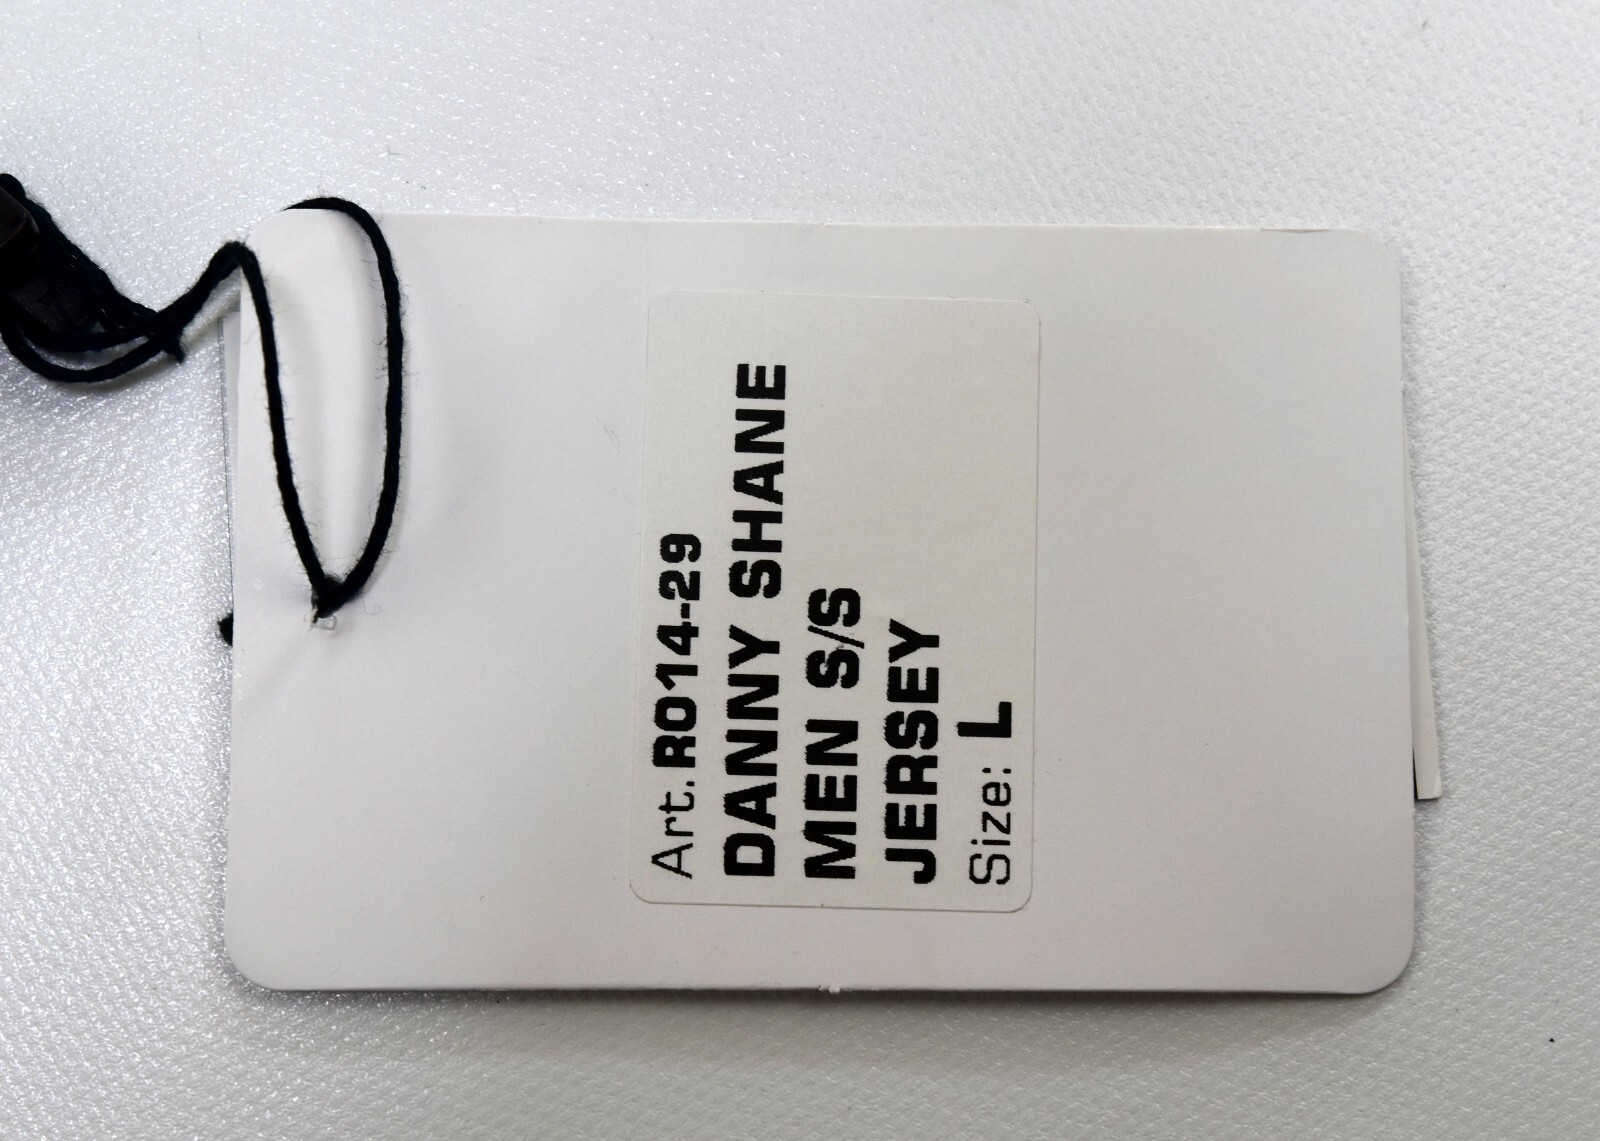 Art. R014-29
DANNY SHANE
MEN S/S
JERSEY
Size: L